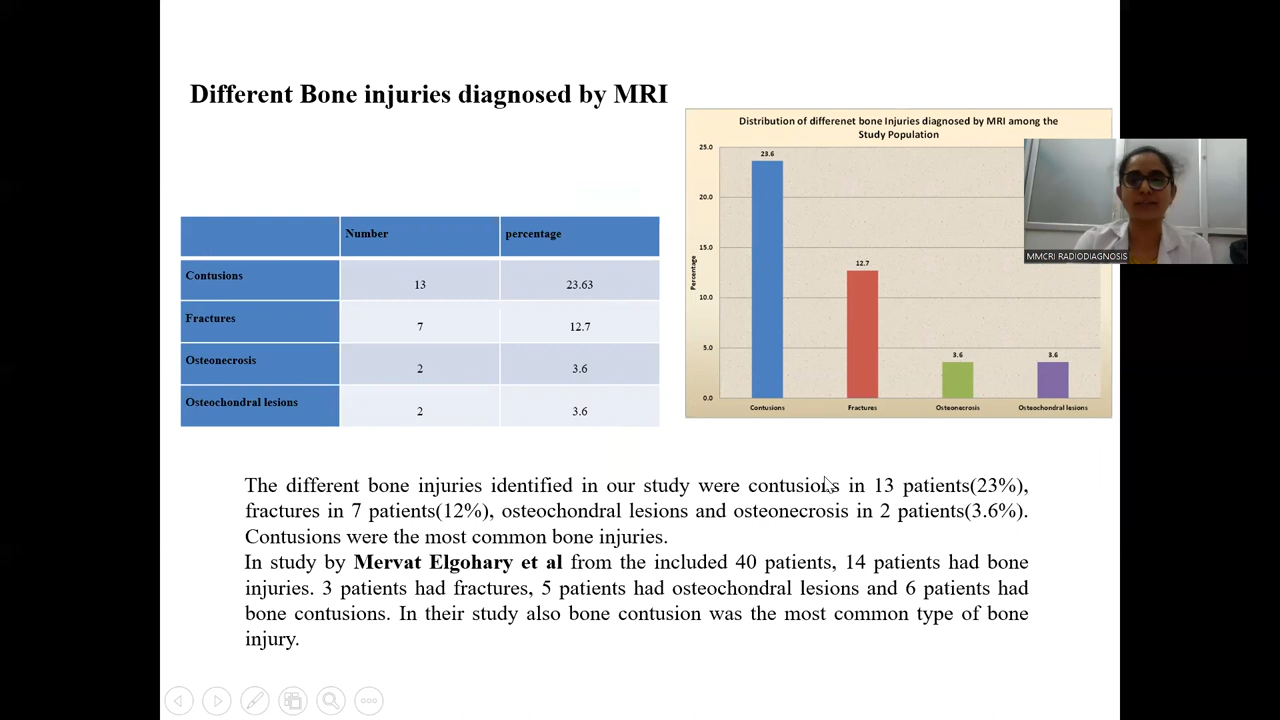 Different Bone injuries diagnosed by MRI
Number percentage
Contusions 13 23.63
Fractures 7 12.7
Osteonecrosis 2 3.6
Osteochondral lesions 2 3.6
Distribution of differenet bone Injuries diagnosed by MRI among the
Study Population
Percentage
25.0
20.0
15.0
10.0
5.0
0.0
23.6
12.7
3.6
3.6
Contusions Fractures Osteonecrosis Osteochondral lesions
MMCRI RADIODIAGNOSIS
The different bone injuries identified in our study were contusions in 13 patients(23%),
fractures in 7 patients(12%), osteochondral lesions and osteonecrosis in 2 patients(3.6%).
Contusions were the most common bone injuries.
In study by Mervat Elgohary et al from the included 40 patients, 14 patients had bone
injuries. 3 patients had fractures, 5 patients had osteochondral lesions and 6 patients had
bone contusions. In their study also bone contusion was the most common type of bone
injury.